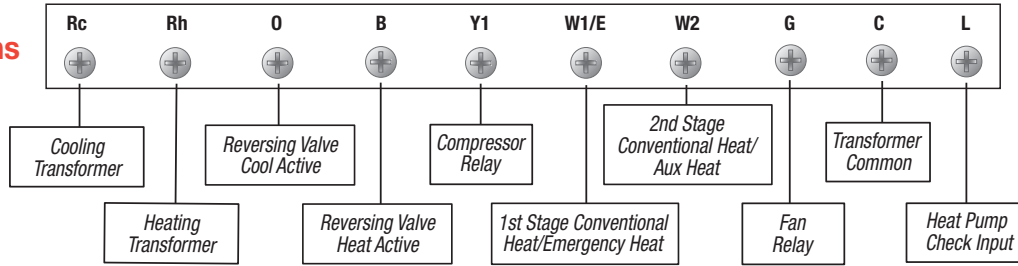 Rc Rh O B Y1 W1/E W2 G C L
Cooling
Transformer
Heating
Transformer
Reversing Valve
Cool Active
Reversing Valve
Heat Active
Compressor
Relay
1st Stage Conventional
Heat/Emergency Heat
2nd Stage
Conventional Heat/
Aux Heat
Fan
Relay
Transformer
Common
Heat Pump
Check Input